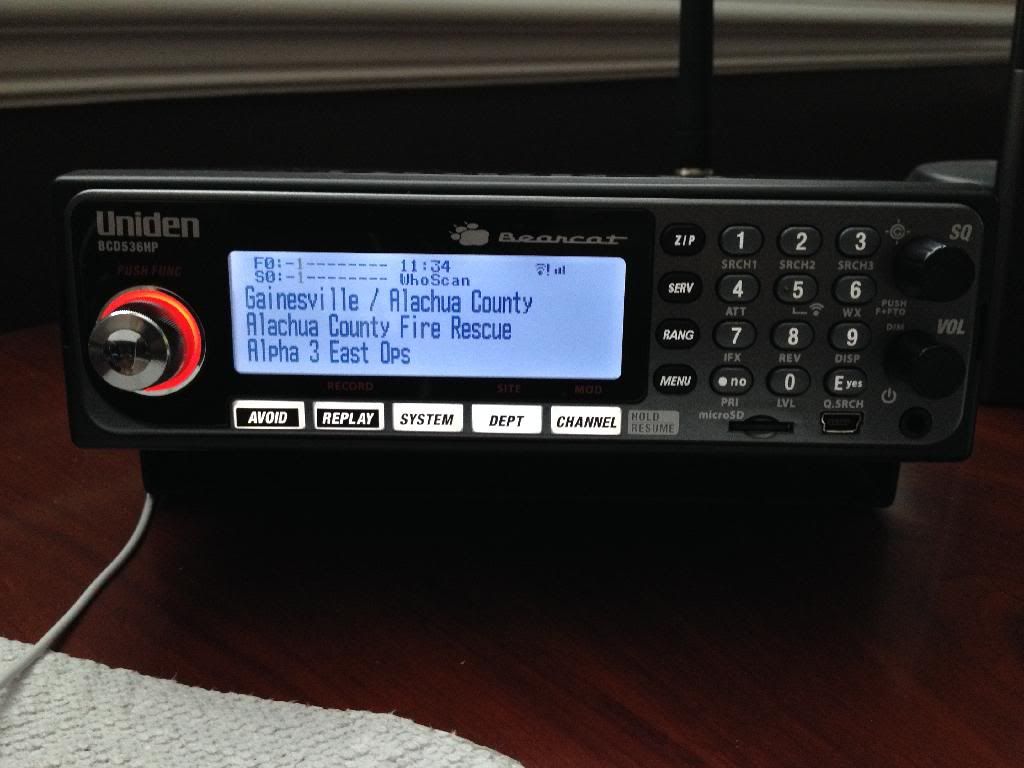 Uniden
BCD536HP
Bearcat
PUSH FUNC
F0:-1-------- 11:34
S0:-1-------- WhoScan
Gainesville / Alachua County
Alachua County Fire Rescue
Alpha 3 East Ops
RECORD SITE MOD
AVOID REPLAY SYSTEM DEPT CHANNEL HOLD
RESUME
ZIP 1 2 3 SQ
SRCH1 SRCH2 SRCH3
SERV 4 5 6
ATT WX PUSH
F+PTO
RANG 7 8 9 DIM VOL
IFX REV DISP
MENU •no 0 E yes
PRI LVL Q.SRCH
microSD